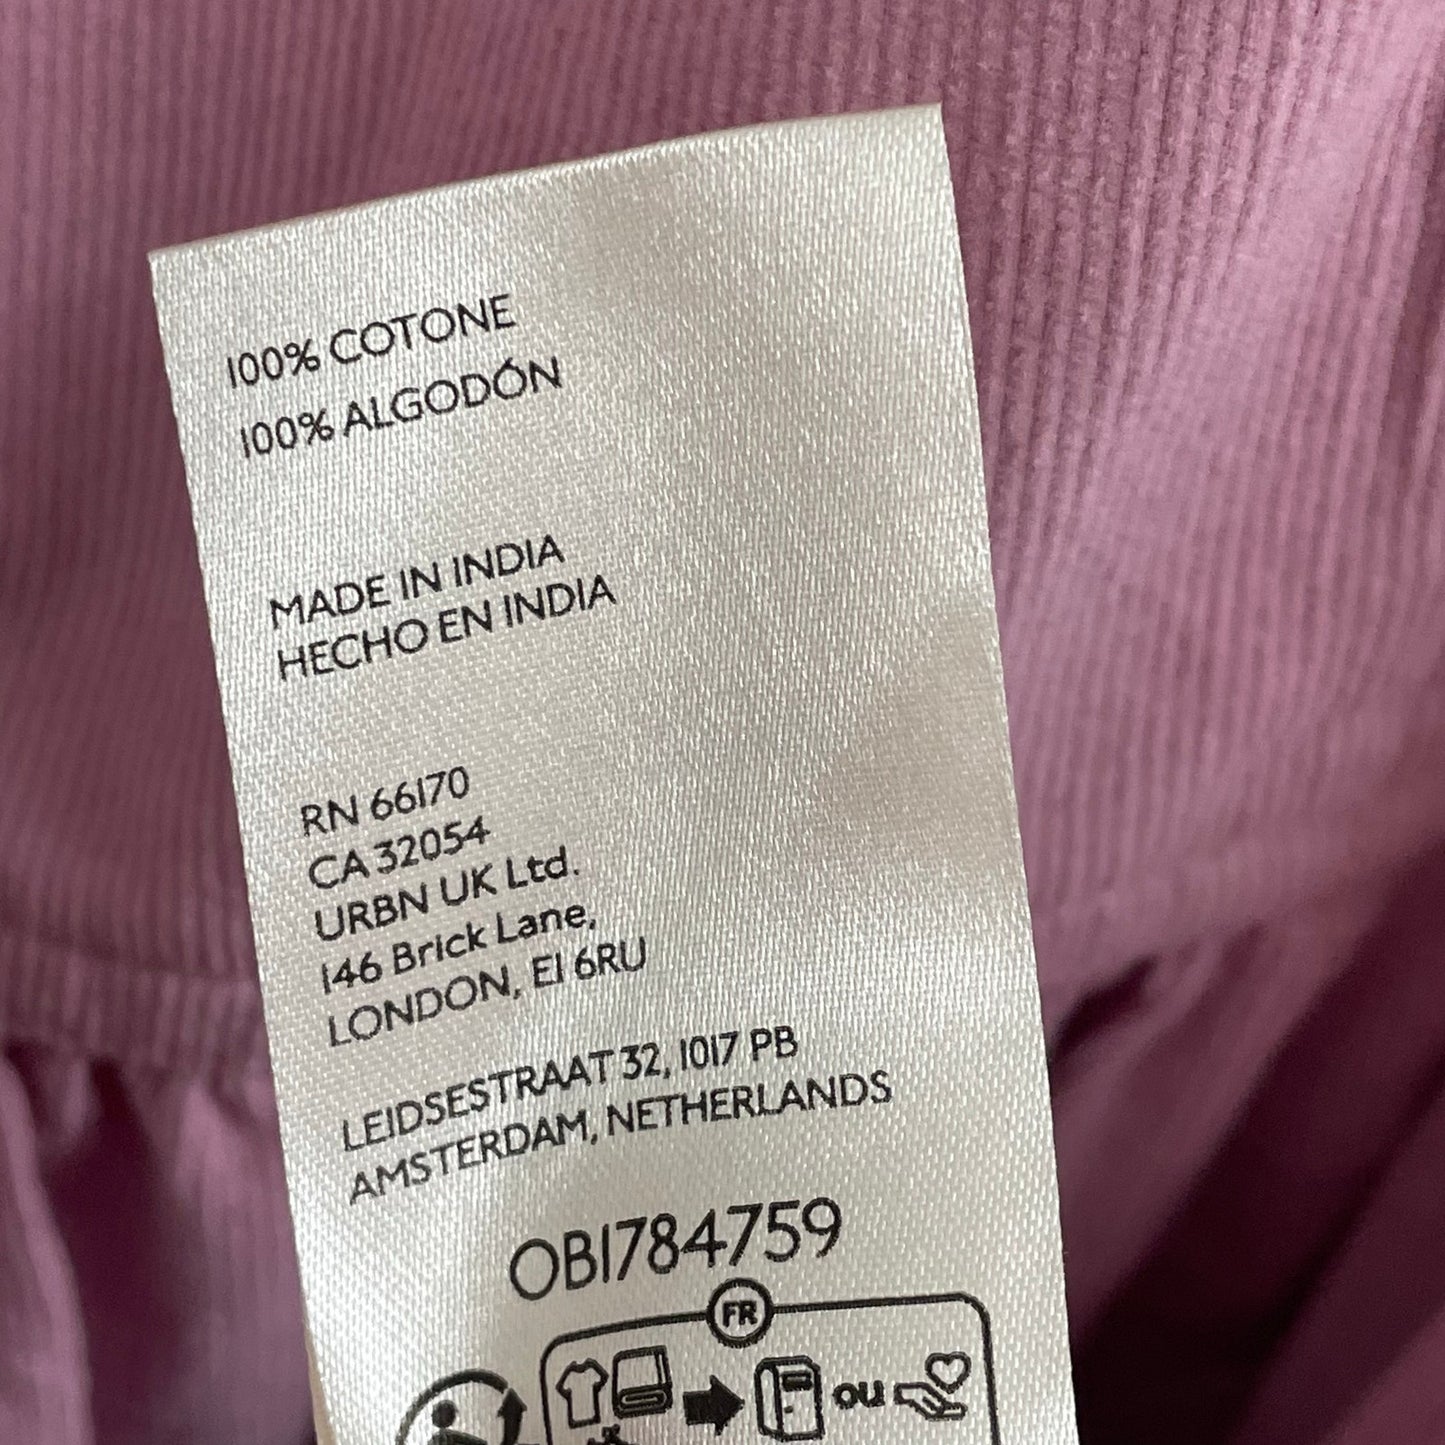 100% COTONE
100% ALGODÓN
MADE IN INDIA
HECHO EN INDIA
RN 66170
CA 32054
URBN UK Ltd.
146 Brick Lane,
LONDON, E1 6RU
LEIDSESTRAAT 32, 1017 PB
AMSTERDAM, NETHERLANDS
OB1784759
FR
ou